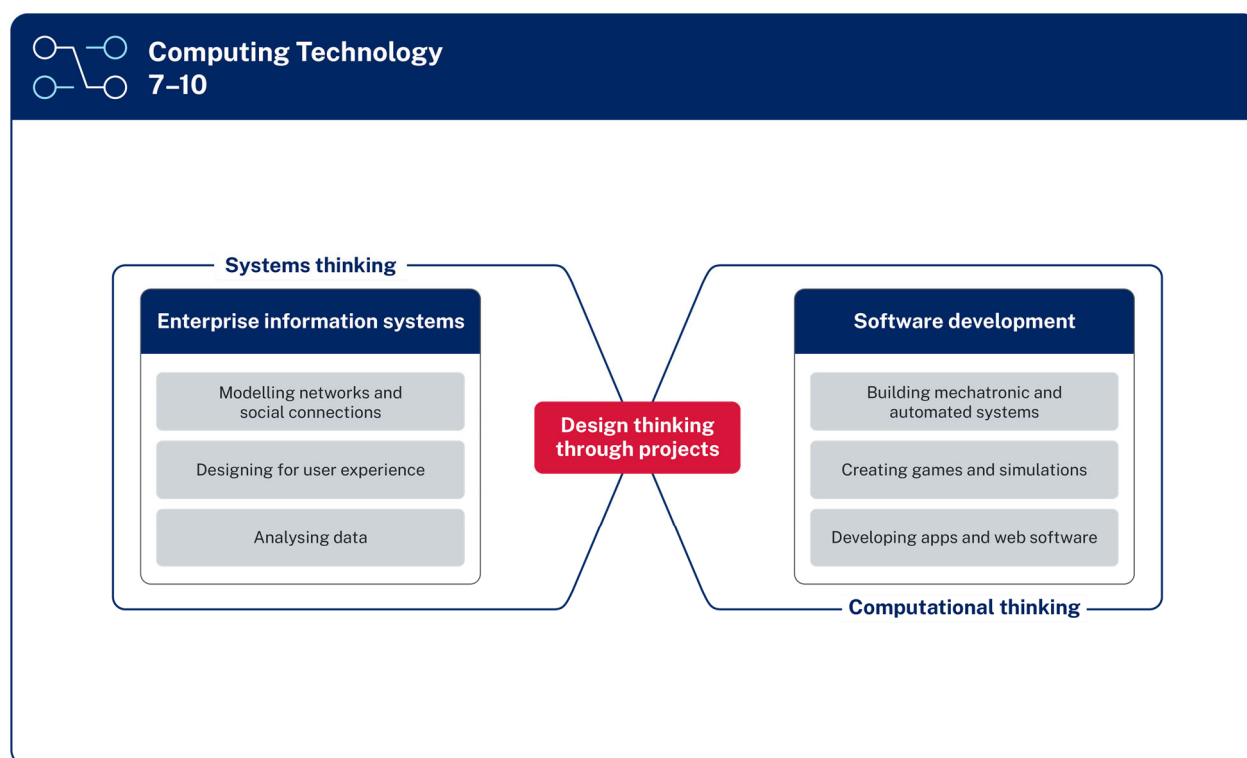 Computing Technology
7–10
Systems thinking
Enterprise information systems
Modelling networks and
social connections
Designing for user experience
Analysing data
Design thinking
through projects
Software development
Building mechatronic and
automated systems
Creating games and simulations
Developing apps and web software
Computational thinking